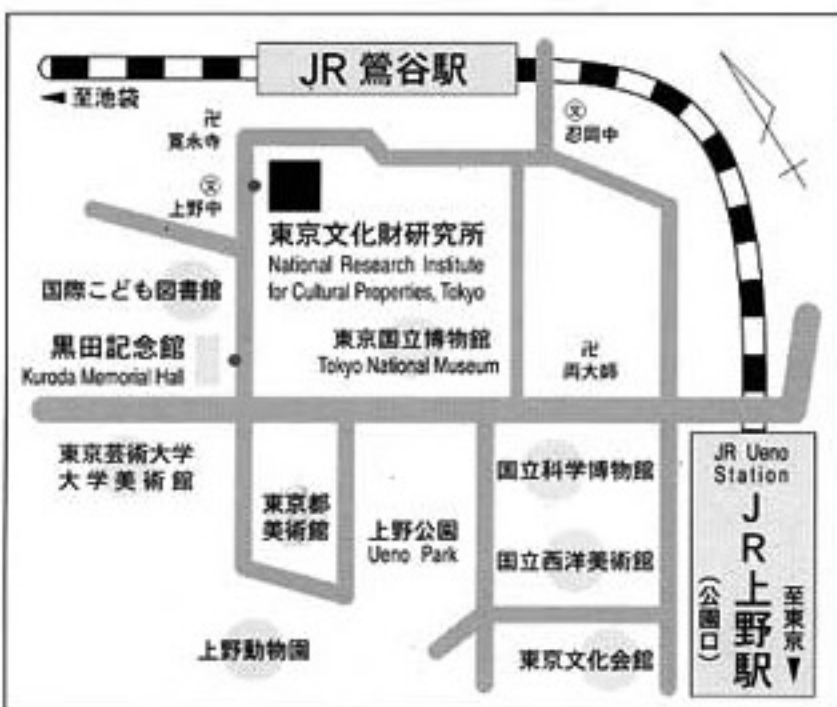 JR 鶯谷駅
至池袋
卍
寛永寺
文
忍岡中
文
上野中
東京文化財研究所
National Research Institute
for Cultural Properties, Tokyo
国際こども図書館
黒田記念館
Kuroda Memorial Hall
東京国立博物館
Tokyo National Museum
卍
両大師
東京芸術大学
大学美術館
東京都
美術館
上野公園
Ueno Park
国立科学博物館
国立西洋美術館
上野動物園
東京文化会館
JR Ueno
Station
JR上野駅
(公園口)
至東京